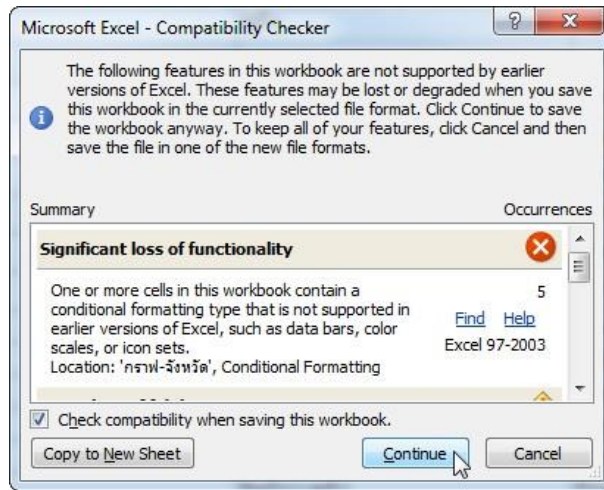 Microsoft Excel - Compatibility Checker
The following features in this workbook are not supported by earlier
versions of Excel. These features may be lost or
degraded when you save
this workbook in the currently selected file format. Click Continue to save
the workbook anyway. To keep all of your features, click Cancel and then
save the file in one of the new file formats.
Summary
Occurrences
Significant loss of functionality
One or more cells in this workbook contain a
conditional formatting type that is not supported in
earlier versions of Excel, such as data bars, color
scales, or icon sets.
Location: 'กราฟ-จังหวัด', Conditional Formatting
5
Find Help
Excel 97-2003
Check compatibility when saving this workbook.
Copy to New Sheet
Continue
Cancel